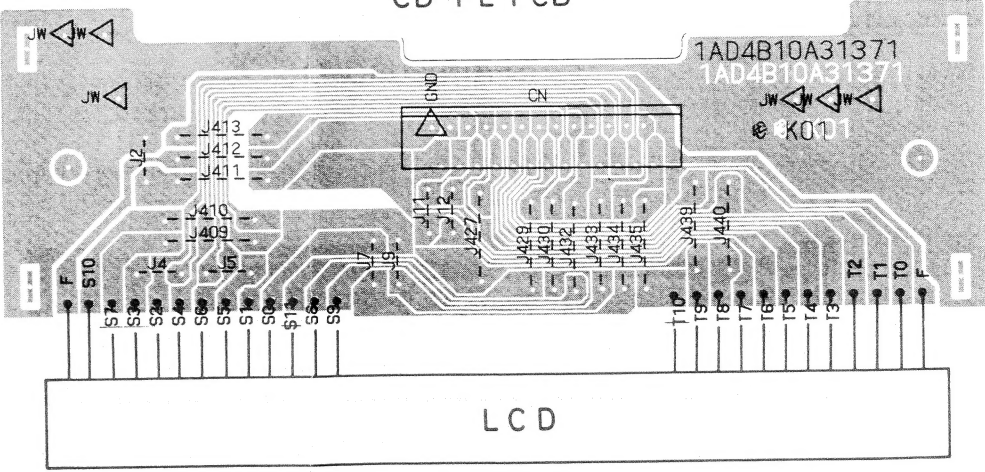 CD FL PCB
JW JW
1AD4B10A31371
1AD4B10A31371
JW
GND
CN
JW JW JW
K01
J413
J2
J412
J411
J11
J12
J410
J409
J427
J429
J430
J432
J433
J434
J435
J439
J440
J4
J5
J7
J9
F
S10
S7
S3
S2
S4
S6
S5
S1
S0
S11
S8
S9
T10
T9
T8
T7
T6
T5
T4
T3
T2
T1
T0
F
LCD